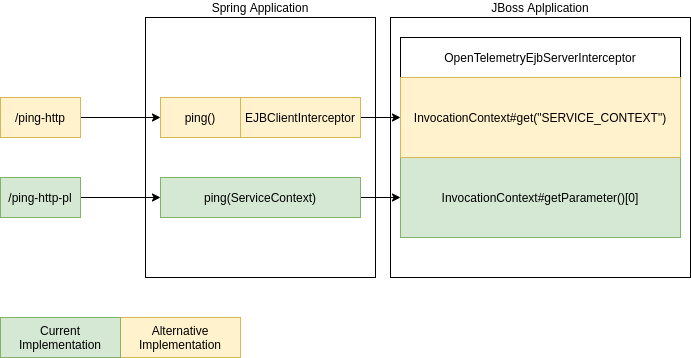 Spring Application
JBoss Aplplication
OpenTelemetryEjbServerInterceptor
/ping-http
ping()
EJBClientInterceptor
InvocationContext#get("SERVICE_CONTEXT")
/ping-http-pl
ping(ServiceContext)
InvocationContext#getParameter()[0]
Current
Implementation
Alternative
Implementation